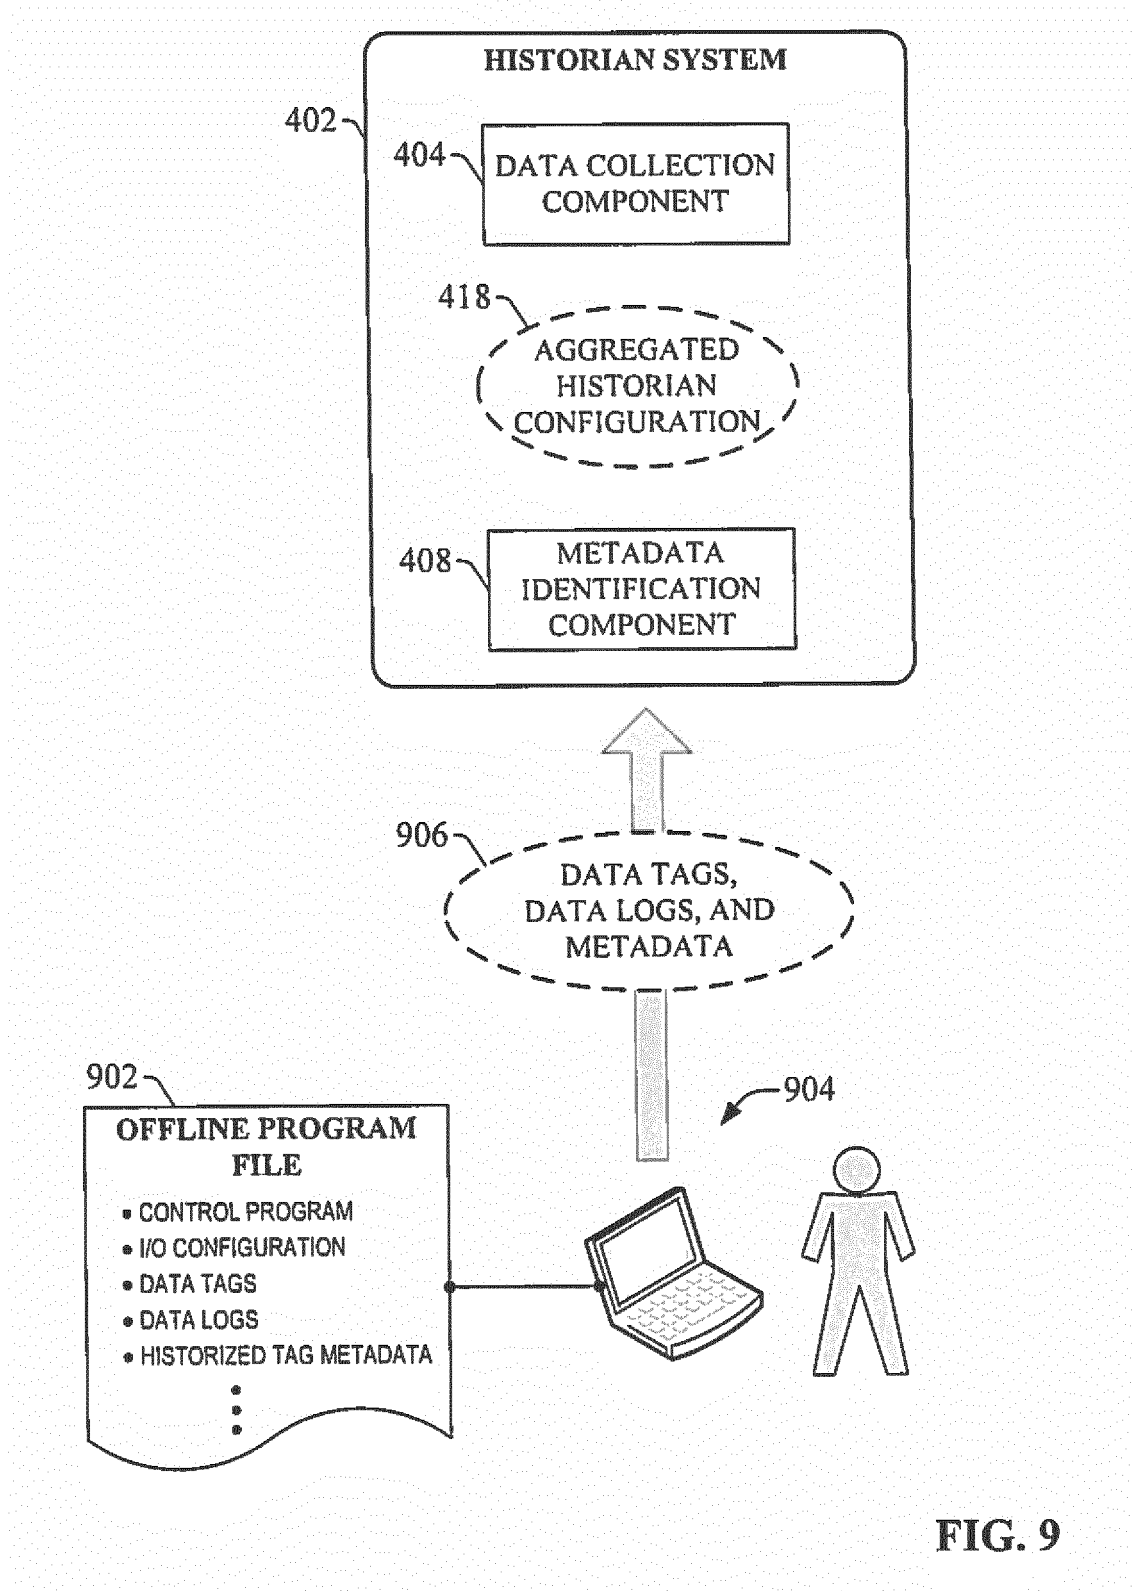 HISTORIAN SYSTEM
402
404
DATA COLLECTION
COMPONENT
418
AGGREGATED
HISTORIAN
CONFIGURATION
408
METADATA
IDENTIFICATION
COMPONENT
906
DATA TAGS,
DATA LOGS, AND
METADATA
902
904
OFFLINE PROGRAM
FILE
• CONTROL PROGRAM
• I/O CONFIGURATION
• DATA TAGS
• DATA LOGS
• HISTORIZED TAG METADATA
FIG. 9